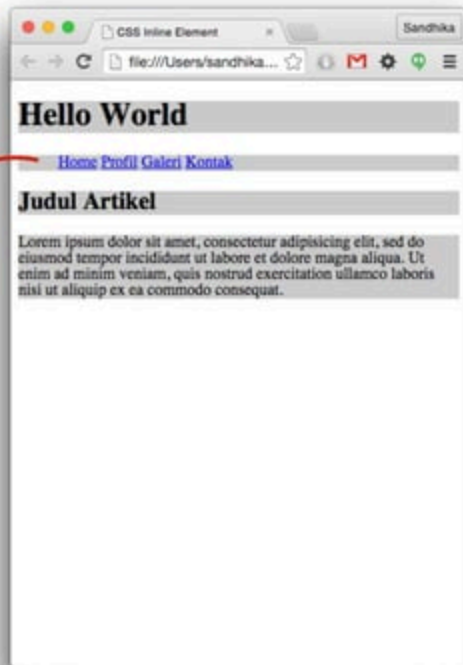 CSS Inline Element
Sandhika
file:///Users/sandhika...
Hello World
Home Profil Galeri Kontak
Judul Artikel
Lorem ipsum dolor sit amet, consectetur adipisicing elit, sed do
eiusmod tempor incididunt ut labore et dolore magna aliqua. Ut
enim ad minim veniam, quis nostrud exercitation ullamco laboris
nisi ut aliquip ex ea commodo consequat.